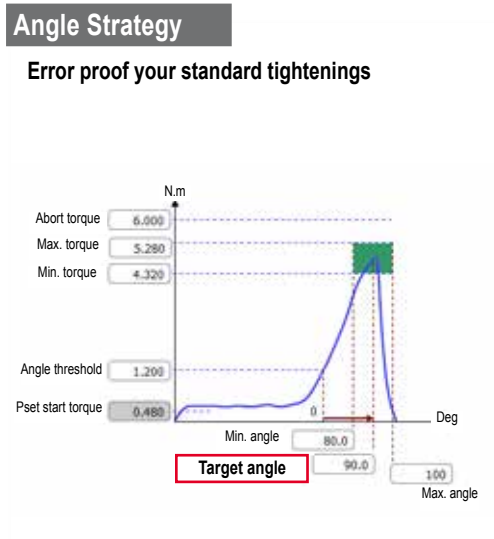 Angle Strategy
Error proof your standard tightenings
N.m
Abort torque 6.000
Max. torque 5.280
Min. torque 4.320
Angle threshold 1.200
Pset start torque 0.480
0
Deg
Min. angle 80.0
Target angle 90.0
100
Max. angle